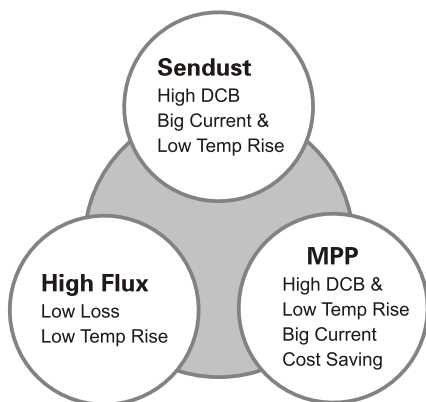 Sendust
High DCB
Big Current &
Low Temp Rise
High Flux
Low Loss
Low Temp Rise
MPP
High DCB &
Low Temp Rise
Big Current
Cost Saving